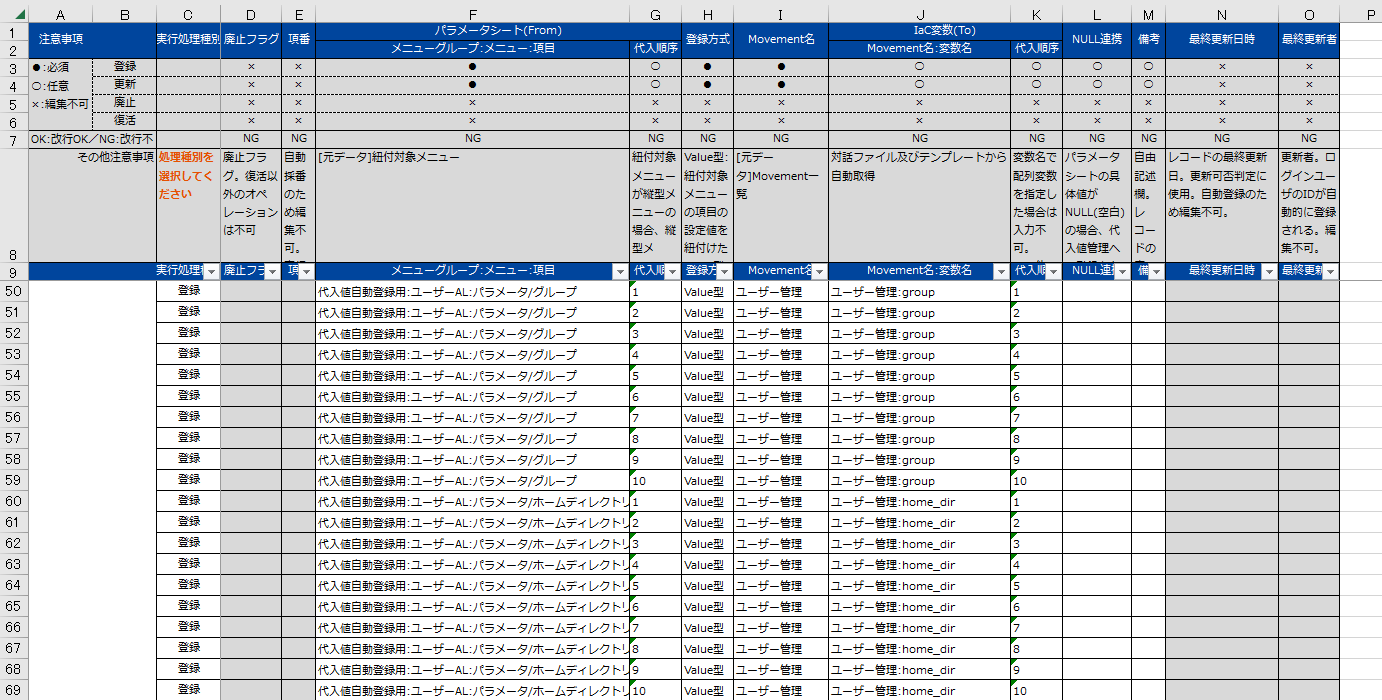 A B C D E F G H I J K L M N O P
1 注意事項 実行処理種別 廃止フラグ 項番 パラメータシート(From) 登録方式 Movement名 IaC変数(To) NULL連携 備考 最終更新日時 最終更新者
2 メニューグループ:メニュー:項目 代入順序 Movement名:変数名 代入順序
3 ●:必須 登録 × × ● ○ ● ● ○ ○ ○ ○ × ×
4 ○:任意 更新 × × ● ○ ● ● ○ ○ ○ ○ × ×
5 ×:編集不可 廃止 × × × × × × × × × × × ×
6 復活 × × × × × × × × × × × ×
7 OK:改行OK／NG:改行不 NG NG NG NG NG NG NG NG NG NG NG NG
8 その他注意事項
処理種別を
選択してく
ださい
廃止フラ
グ。復活以
外のオペ
レーション
は不可
自動
採番
のた
め編
集不
可。
[元データ]紐付対象メニュー
紐付対象
メニュー
が縦型メ
ニューの
場合、縦
型メ
Value型:
紐付対象
メニュー
の項目の
設定値を
紐付けた
[元デー
タ]Movement一
覧
対話ファイル及びテンプレートから
自動取得
変数名で
配列変数
を指定し
た場合は
入力不
可。
パラメータ
シートの具
体値が
NULL(空白)
の場合、代
入値管理へ
自由
記述
欄。
レ
コー
ドの
レコードの最終更新
日。更新可否判定に
使用。自動登録のた
め編集不可。
更新者。ロ
グインユー
ザのIDが自
動的に登録
される。編
集不可。
9 実行処理種 廃止フラ 項 メニューグループ:メニュー:項目 代入順 登録方 Movement名 Movement名:変数名 代入順 NULL連 備 最終更新日時 最終更新
50 登録 代入値自動登録用:ユーザーAL:パラメータ/グループ 1 Value型 ユーザー管理 ユーザー管理:group 1
51 登録 代入値自動登録用:ユーザーAL:パラメータ/グループ 2 Value型 ユーザー管理 ユーザー管理:group 2
52 登録 代入値自動登録用:ユーザーAL:パラメータ/グループ 3 Value型 ユーザー管理 ユーザー管理:group 3
53 登録 代入値自動登録用:ユーザーAL:パラメータ/グループ 4 Value型 ユーザー管理 ユーザー管理:group 4
54 登録 代入値自動登録用:ユーザーAL:パラメータ/グループ 5 Value型 ユーザー管理 ユーザー管理:group 5
55 登録 代入値自動登録用:ユーザーAL:パラメータ/グループ 6 Value型 ユーザー管理 ユーザー管理:group 6
56 登録 代入値自動登録用:ユーザーAL:パラメータ/グループ 7 Value型 ユーザー管理 ユーザー管理:group 7
57 登録 代入値自動登録用:ユーザーAL:パラメータ/グループ 8 Value型 ユーザー管理 ユーザー管理:group 8
58 登録 代入値自動登録用:ユーザーAL:パラメータ/グループ 9 Value型 ユーザー管理 ユーザー管理:group 9
59 登録 代入値自動登録用:ユーザーAL:パラメータ/グループ 10 Value型 ユーザー管理 ユーザー管理:group 10
60 登録 代入値自動登録用:ユーザーAL:パラメータ/ホームディレクトリ 1 Value型 ユーザー管理 ユーザー管理:home_dir 1
61 登録 代入値自動登録用:ユーザーAL:パラメータ/ホームディレクトリ 2 Value型 ユーザー管理 ユーザー管理:home_dir 2
62 登録 代入値自動登録用:ユーザーAL:パラメータ/ホームディレクトリ 3 Value型 ユーザー管理 ユーザー管理:home_dir 3
63 登録 代入値自動登録用:ユーザーAL:パラメータ/ホームディレクトリ 4 Value型 ユーザー管理 ユーザー管理:home_dir 4
64 登録 代入値自動登録用:ユーザーAL:パラメータ/ホームディレクトリ 5 Value型 ユーザー管理 ユーザー管理:home_dir 5
65 登録 代入値自動登録用:ユーザーAL:パラメータ/ホームディレクトリ 6 Value型 ユーザー管理 ユーザー管理:home_dir 6
66 登録 代入値自動登録用:ユーザーAL:パラメータ/ホームディレクトリ 7 Value型 ユーザー管理 ユーザー管理:home_dir 7
67 登録 代入値自動登録用:ユーザーAL:パラメータ/ホームディレクトリ 8 Value型 ユーザー管理 ユーザー管理:home_dir 8
68 登録 代入値自動登録用:ユーザーAL:パラメータ/ホームディレクトリ 9 Value型 ユーザー管理 ユーザー管理:home_dir 9
69 登録 代入値自動登録用:ユーザーAL:パラメータ/ホームディレクトリ 10 Value型 ユーザー管理 ユーザー管理:home_dir 10